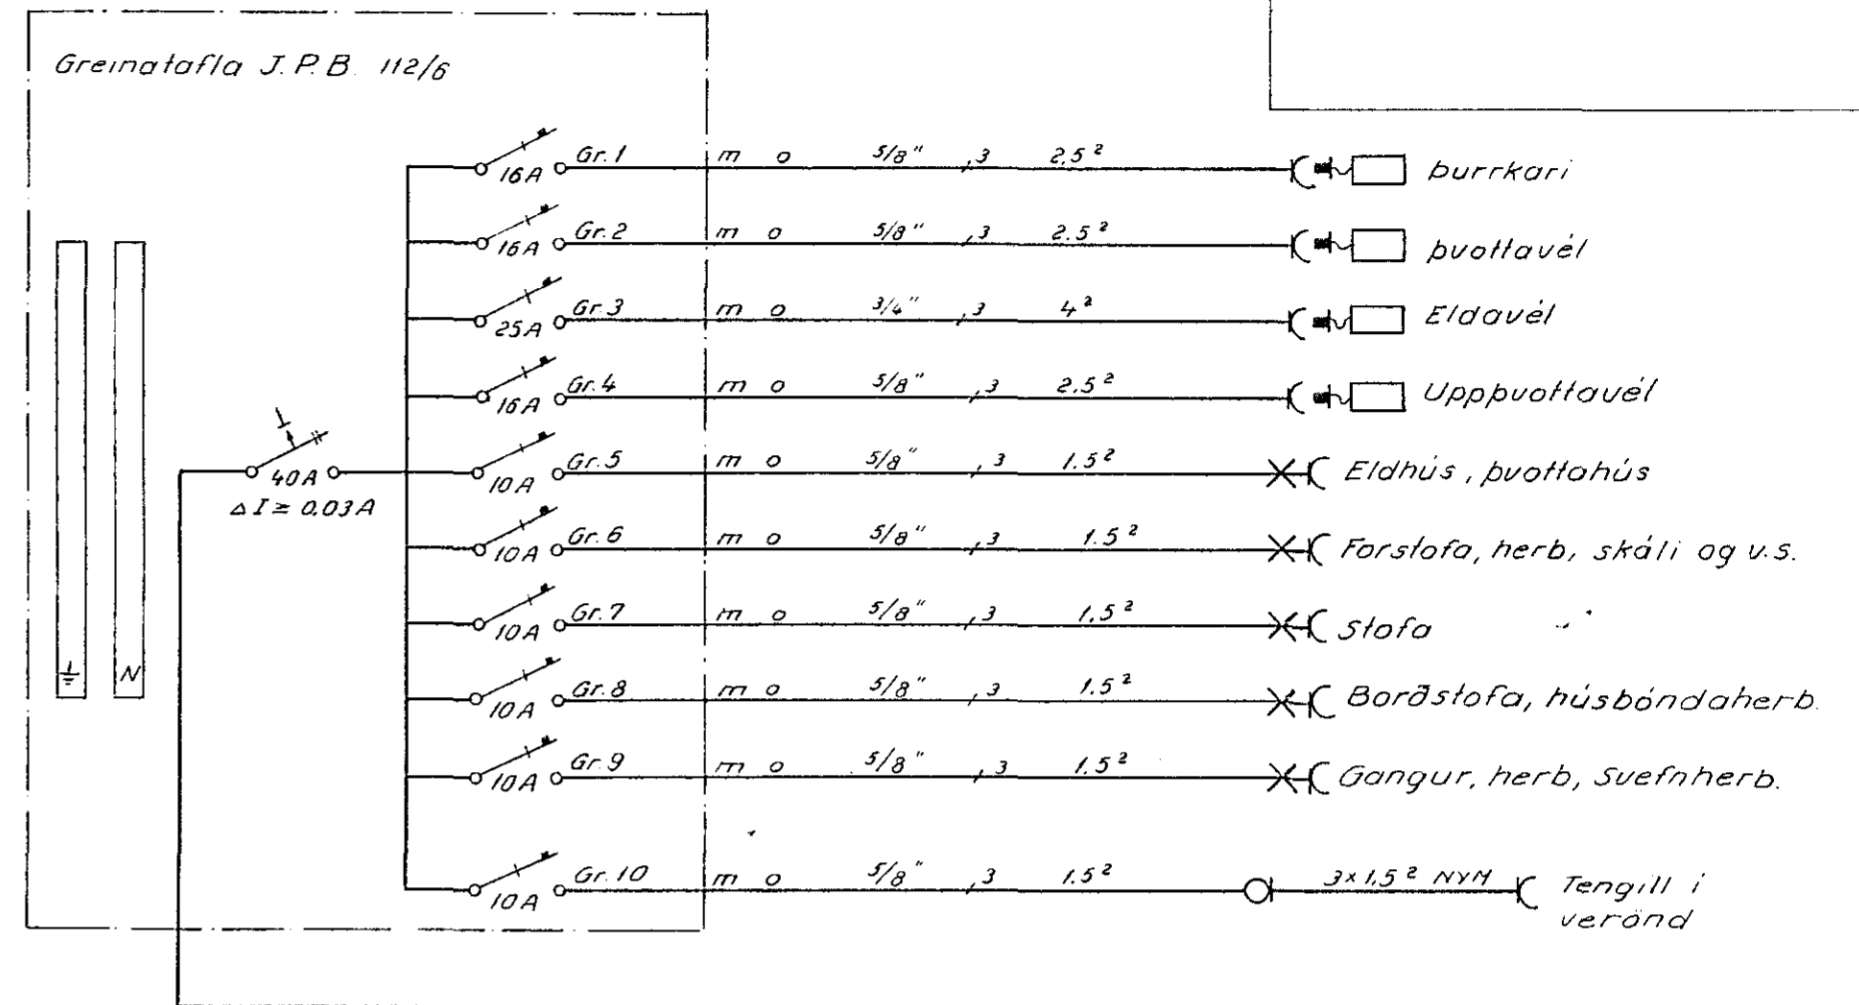 Greinatafla J.P.B. 112/6
16A Gr.1 m o 5/8" ,3 2.5² þurrkari
16A Gr.2 m o 5/8" ,3 2.5² þvottavél
25A Gr.3 m o 3/4" ,3 4² Eldavél
16A Gr.4 m o 5/8" ,3 2.5² Uppþvottavél
40A
ΔI = 0.03A
10A Gr.5 m o 5/8" ,3 1.5² Eldhús, þvottahús
10A Gr.6 m o 5/8" ,3 1.5² Forstofa, herb, skáli og v.s.
10A Gr.7 m o 5/8" ,3 1.5² Stofa
N
10A Gr.8 m o 5/8" ,3 1.5² Borðstofa, húsbóndaherb.
10A Gr.9 m o 5/8" ,3 1.5² Gangur, herb, Svefnherb.
10A Gr.10 m o 5/8" ,3 1.5² 3×1.5² NYM Tengill í
verönd